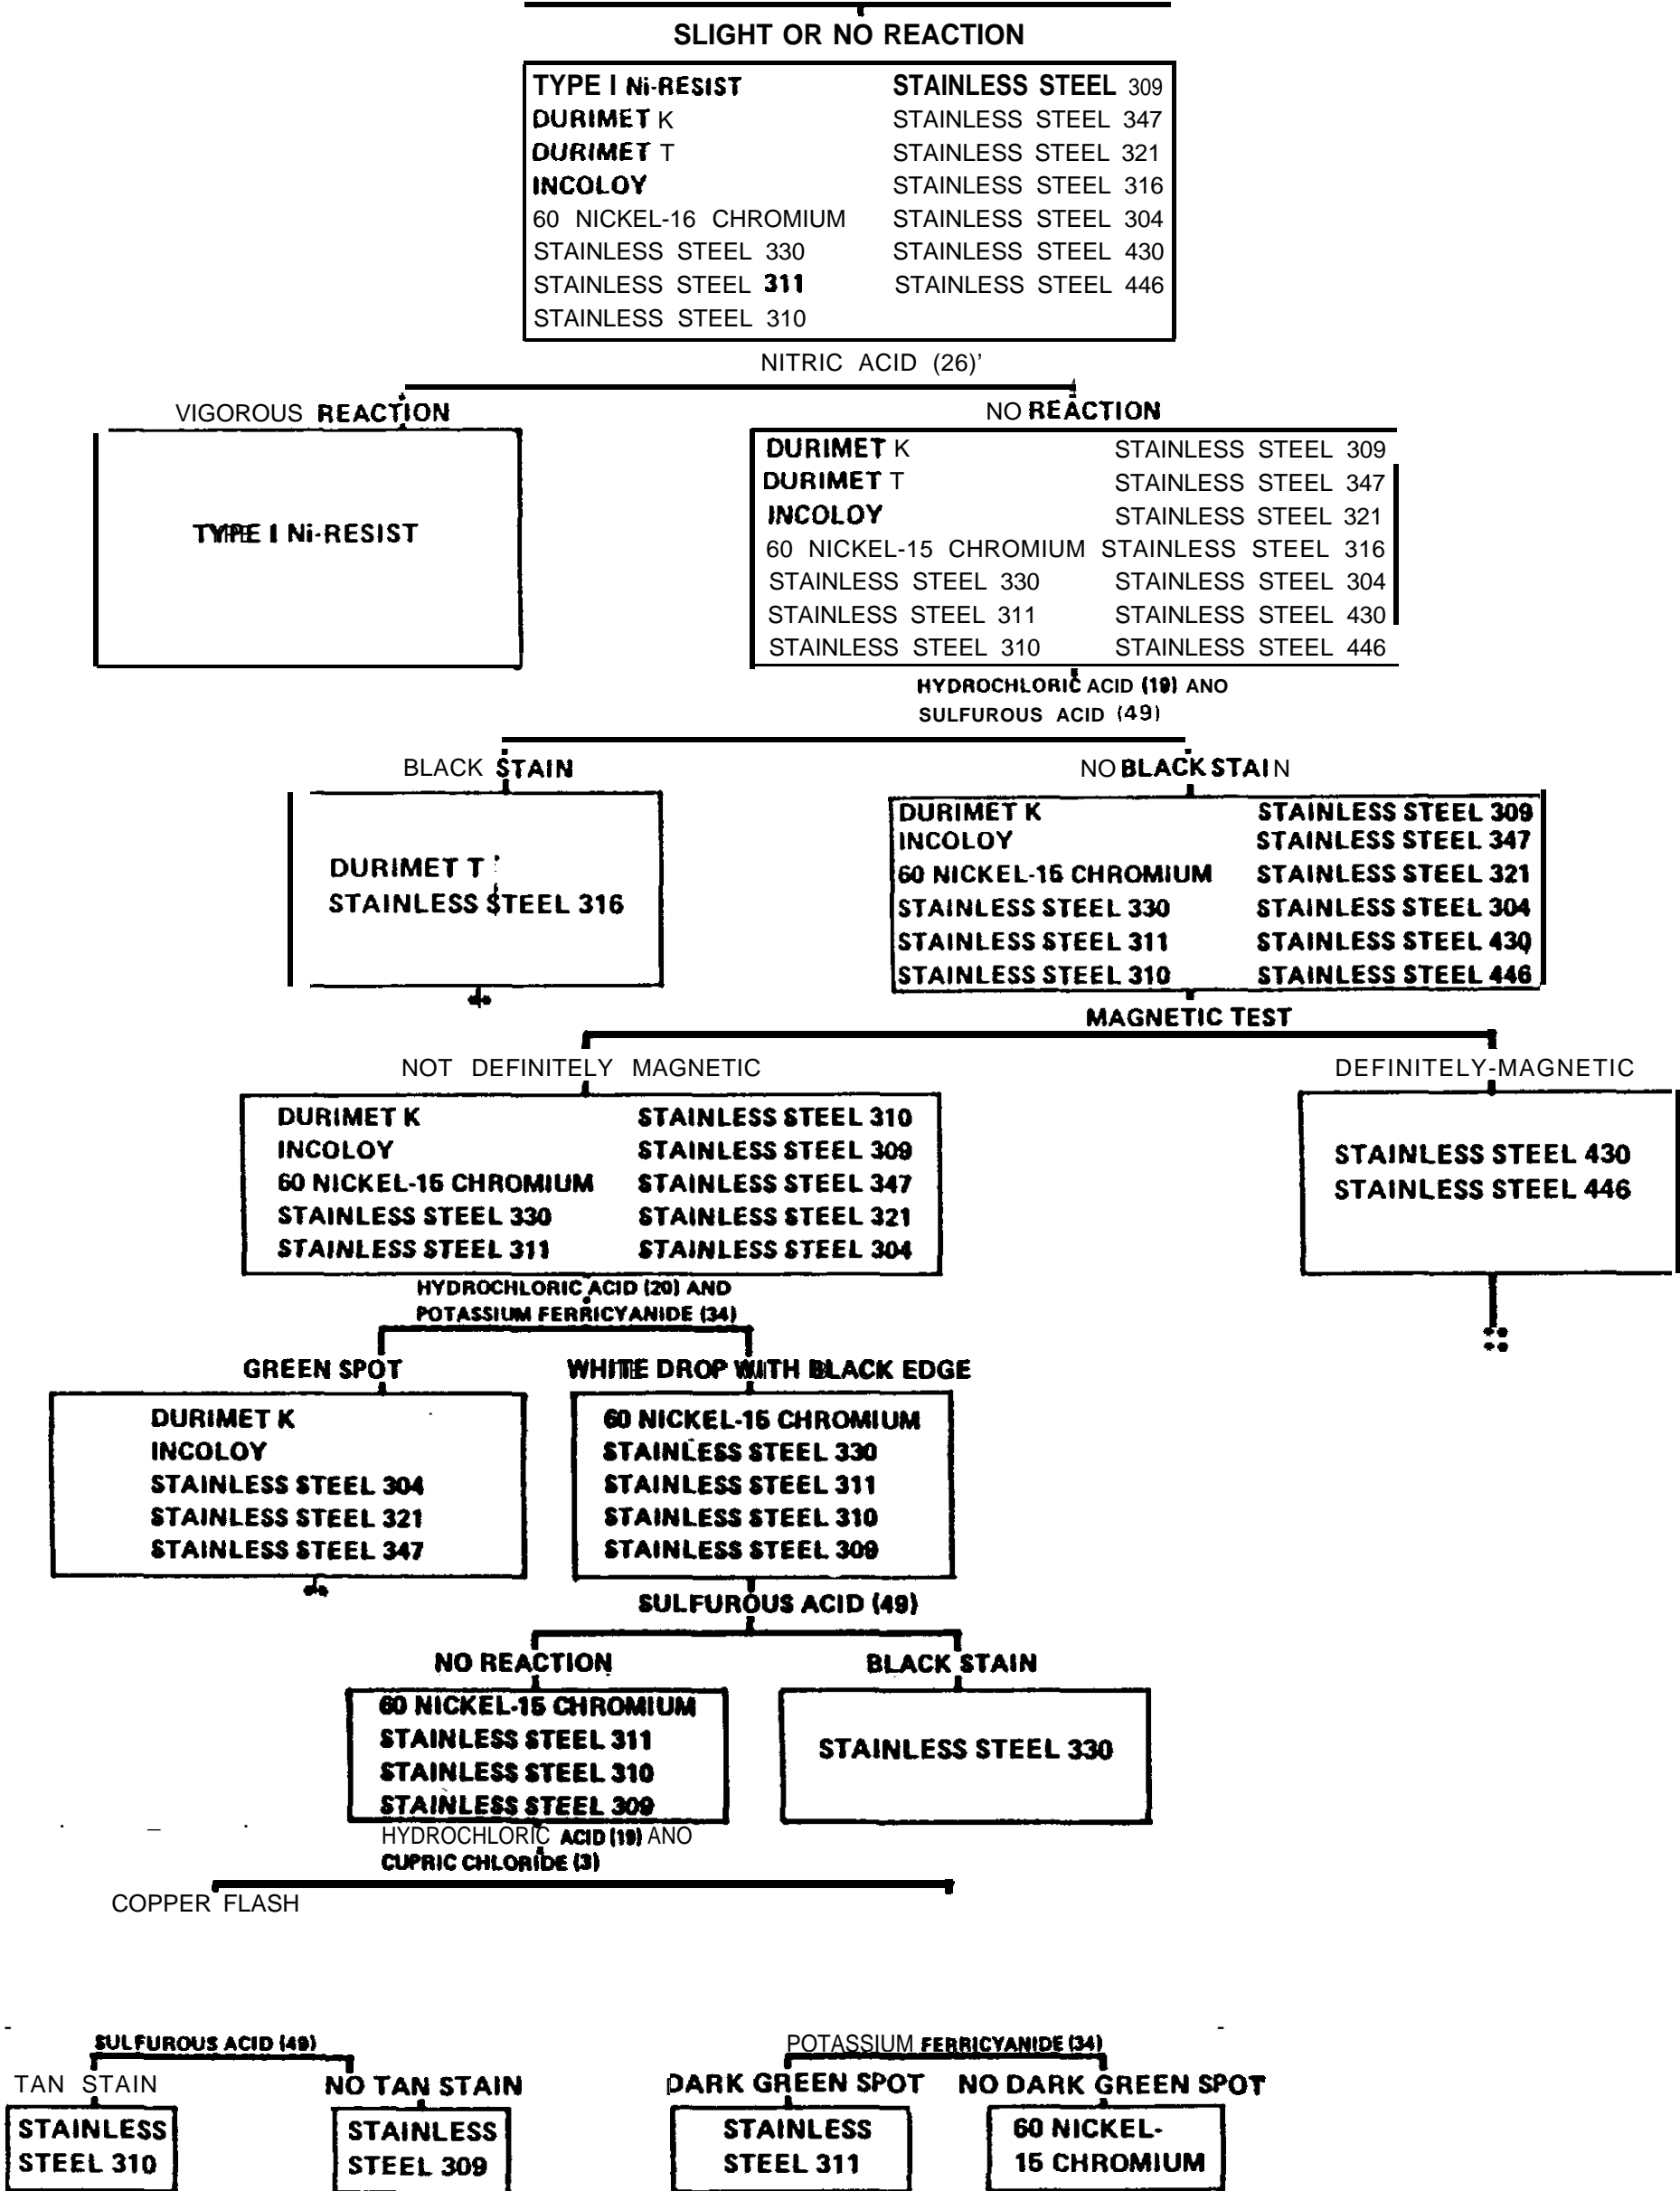 SLIGHT OR NO REACTION
TYPE I Ni-RESIST STAINLESS STEEL 309
DURIMET K STAINLESS STEEL 347
DURIMET T STAINLESS STEEL 321
INCOLOY STAINLESS STEEL 316
60 NICKEL-16 CHROMIUM STAINLESS STEEL 304
STAINLESS STEEL 330 STAINLESS STEEL 430
STAINLESS STEEL 311 STAINLESS STEEL 446
STAINLESS STEEL 310
NITRIC ACID (26)'
VIGOROUS REACTION
NO REACTION
TYPE I Ni-RESIST
DURIMET K STAINLESS STEEL 309
DURIMET T STAINLESS STEEL 347
INCOLOY STAINLESS STEEL 321
60 NICKEL-15 CHROMIUM STAINLESS STEEL 316
STAINLESS STEEL 330 STAINLESS STEEL 304
STAINLESS STEEL 311 STAINLESS STEEL 430
STAINLESS STEEL 310 STAINLESS STEEL 446
HYDROCHLORIC ACID (19) ANO
SULFUROUS ACID (49)
BLACK STAIN
NO BLACK STAIN
DURIMET T
STAINLESS STEEL 316
DURIMET K STAINLESS STEEL 309
INCOLOY STAINLESS STEEL 347
60 NICKEL-15 CHROMIUM STAINLESS STEEL 321
STAINLESS STEEL 330 STAINLESS STEEL 304
STAINLESS STEEL 311 STAINLESS STEEL 430
STAINLESS STEEL 310 STAINLESS STEEL 446
MAGNETIC TEST
NOT DEFINITELY MAGNETIC
DEFINITELY-MAGNETIC
DURIMET K STAINLESS STEEL 310
INCOLOY STAINLESS STEEL 309
60 NICKEL-15 CHROMIUM STAINLESS STEEL 347
STAINLESS STEEL 330 STAINLESS STEEL 321
STAINLESS STEEL 311 STAINLESS STEEL 304
STAINLESS STEEL 430
STAINLESS STEEL 446
HYDROCHLORIC ACID (20) AND
POTASSIUM FERRICYANIDE (34)
GREEN SPOT
WHITE DROP WITH BLACK EDGE
DURIMET K
INCOLOY
STAINLESS STEEL 304
STAINLESS STEEL 321
STAINLESS STEEL 347
60 NICKEL-15 CHROMIUM
STAINLESS STEEL 330
STAINLESS STEEL 311
STAINLESS STEEL 310
STAINLESS STEEL 309
SULFUROUS ACID (49)
NO REACTION
BLACK STAIN
60 NICKEL-15 CHROMIUM
STAINLESS STEEL 311
STAINLESS STEEL 310
STAINLESS STEEL 309
STAINLESS STEEL 330
HYDROCHLORIC ACID (19) ANO
CUPRIC CHLORIDE (3)
COPPER FLASH
SULFUROUS ACID (49)
POTASSIUM FERRICYANIDE (34)
TAN STAIN
NO TAN STAIN
DARK GREEN SPOT
NO DARK GREEN SPOT
STAINLESS
STEEL 310
STAINLESS
STEEL 309
STAINLESS
STEEL 311
60 NICKEL-
15 CHROMIUM